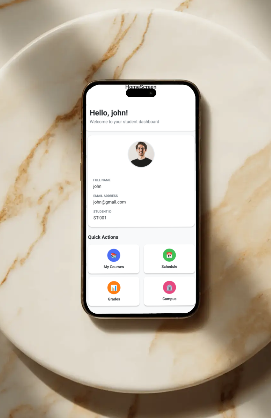 HomeScreen
Hello, john!
Welcome to your student dashboard
FULL NAME
john
EMAIL ADDRESS
john@gmail.com
STUDENT ID
ST001
Quick Actions
My Courses
Schedule
Grades
Campus